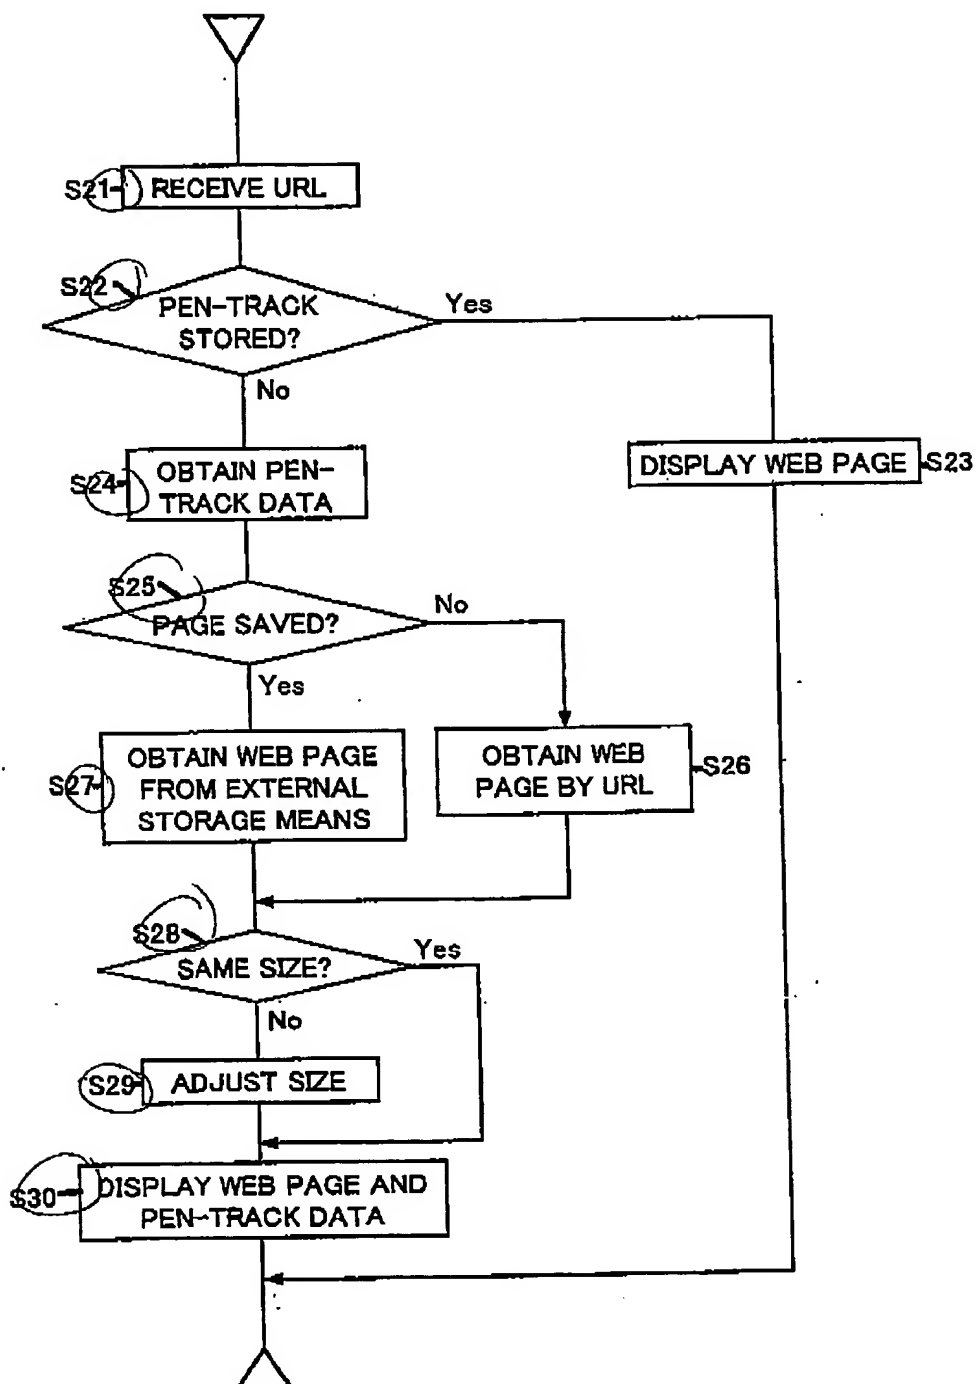 S21 RECEIVE URL
S22
PEN-TRACK
STORED?
Yes
No
S24
OBTAIN PEN-
TRACK DATA
DISPLAY WEB PAGE S23
S25
PAGE SAVED?
No
Yes
S27
OBTAIN WEB PAGE
FROM EXTERNAL
STORAGE MEANS
OBTAIN WEB
PAGE BY URL
S26
S28
SAME SIZE?
Yes
No
S29 ADJUST SIZE
S30
DISPLAY WEB PAGE AND
PEN-TRACK DATA